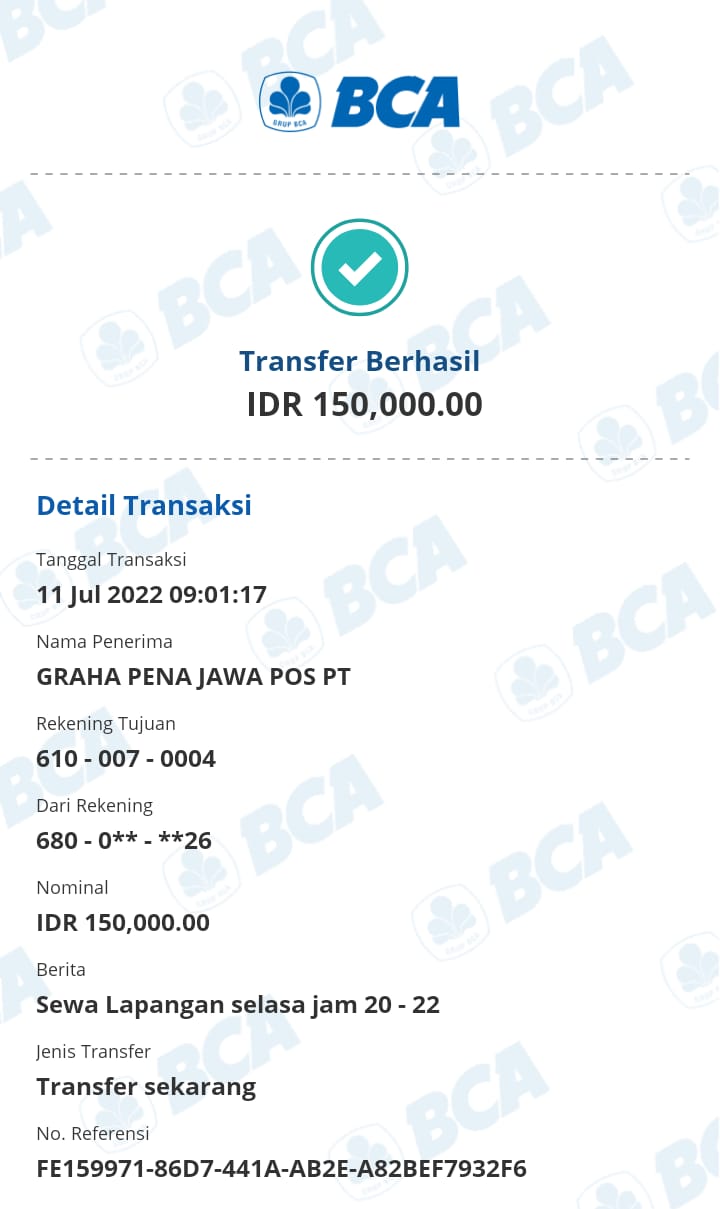 GRUP BCA
BCA
Transfer Berhasil
IDR 150,000.00
Detail Transaksi
Tanggal Transaksi
11 Jul 2022 09:01:17
Nama Penerima
GRAHA PENA JAWA POS PT
Rekening Tujuan
610 - 007 - 0004
Dari Rekening
680 - 0** - **26
Nominal
IDR 150,000.00
Berita
Sewa Lapangan selasa jam 20 - 22
Jenis Transfer
Transfer sekarang
No. Referensi
FE159971-86D7-441A-AB2E-A82BEF7932F6